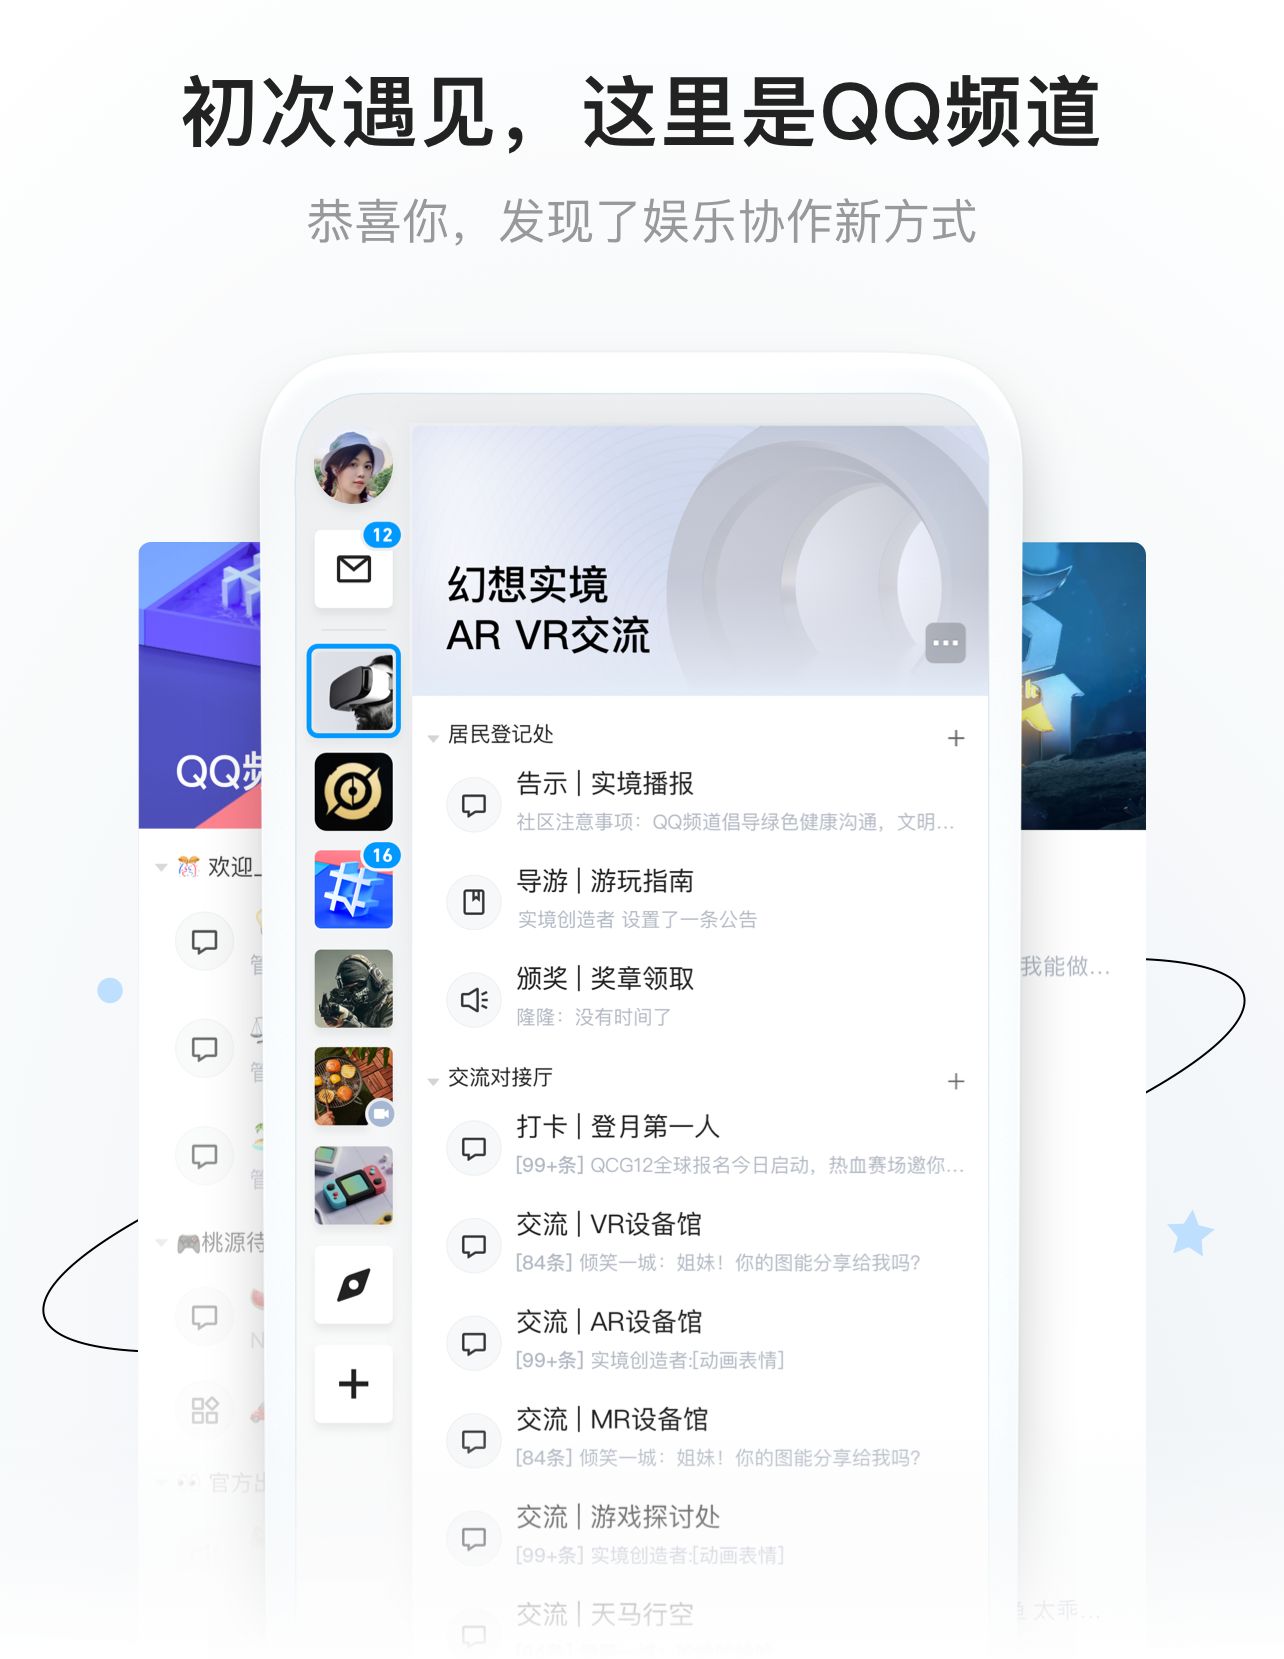 初次遇见，这里是QQ频道
恭喜你，发现了娱乐协作新方式
12
幻想实境
AR VR交流
QQ频
居民登记处
告示 | 实境播报
社区注意事项：QQ频道倡导绿色健康沟通，文明...
16
欢迎
导游 | 游玩指南
实境创造者 设置了一条公告
管
我能做...
颁奖 | 奖章领取
隆隆：没有时间了
管
交流对接厅
打卡 | 登月第一人
[99+条] QCG12全球报名今日启动，热血赛场邀你...
管
交流 | VR设备馆
[84条] 倾笑一城：姐妹！你的图能分享给我吗？
桃源待
交流 | AR设备馆
[99+条] 实境创造者:[动画表情]
N
交流 | MR设备馆
[84条] 倾笑一城：姐妹！你的图能分享给我吗？
官方出
交流 | 游戏探讨处
[99+条] 实境创造者:[动画表情]
交流 | 天马行空
太乖...